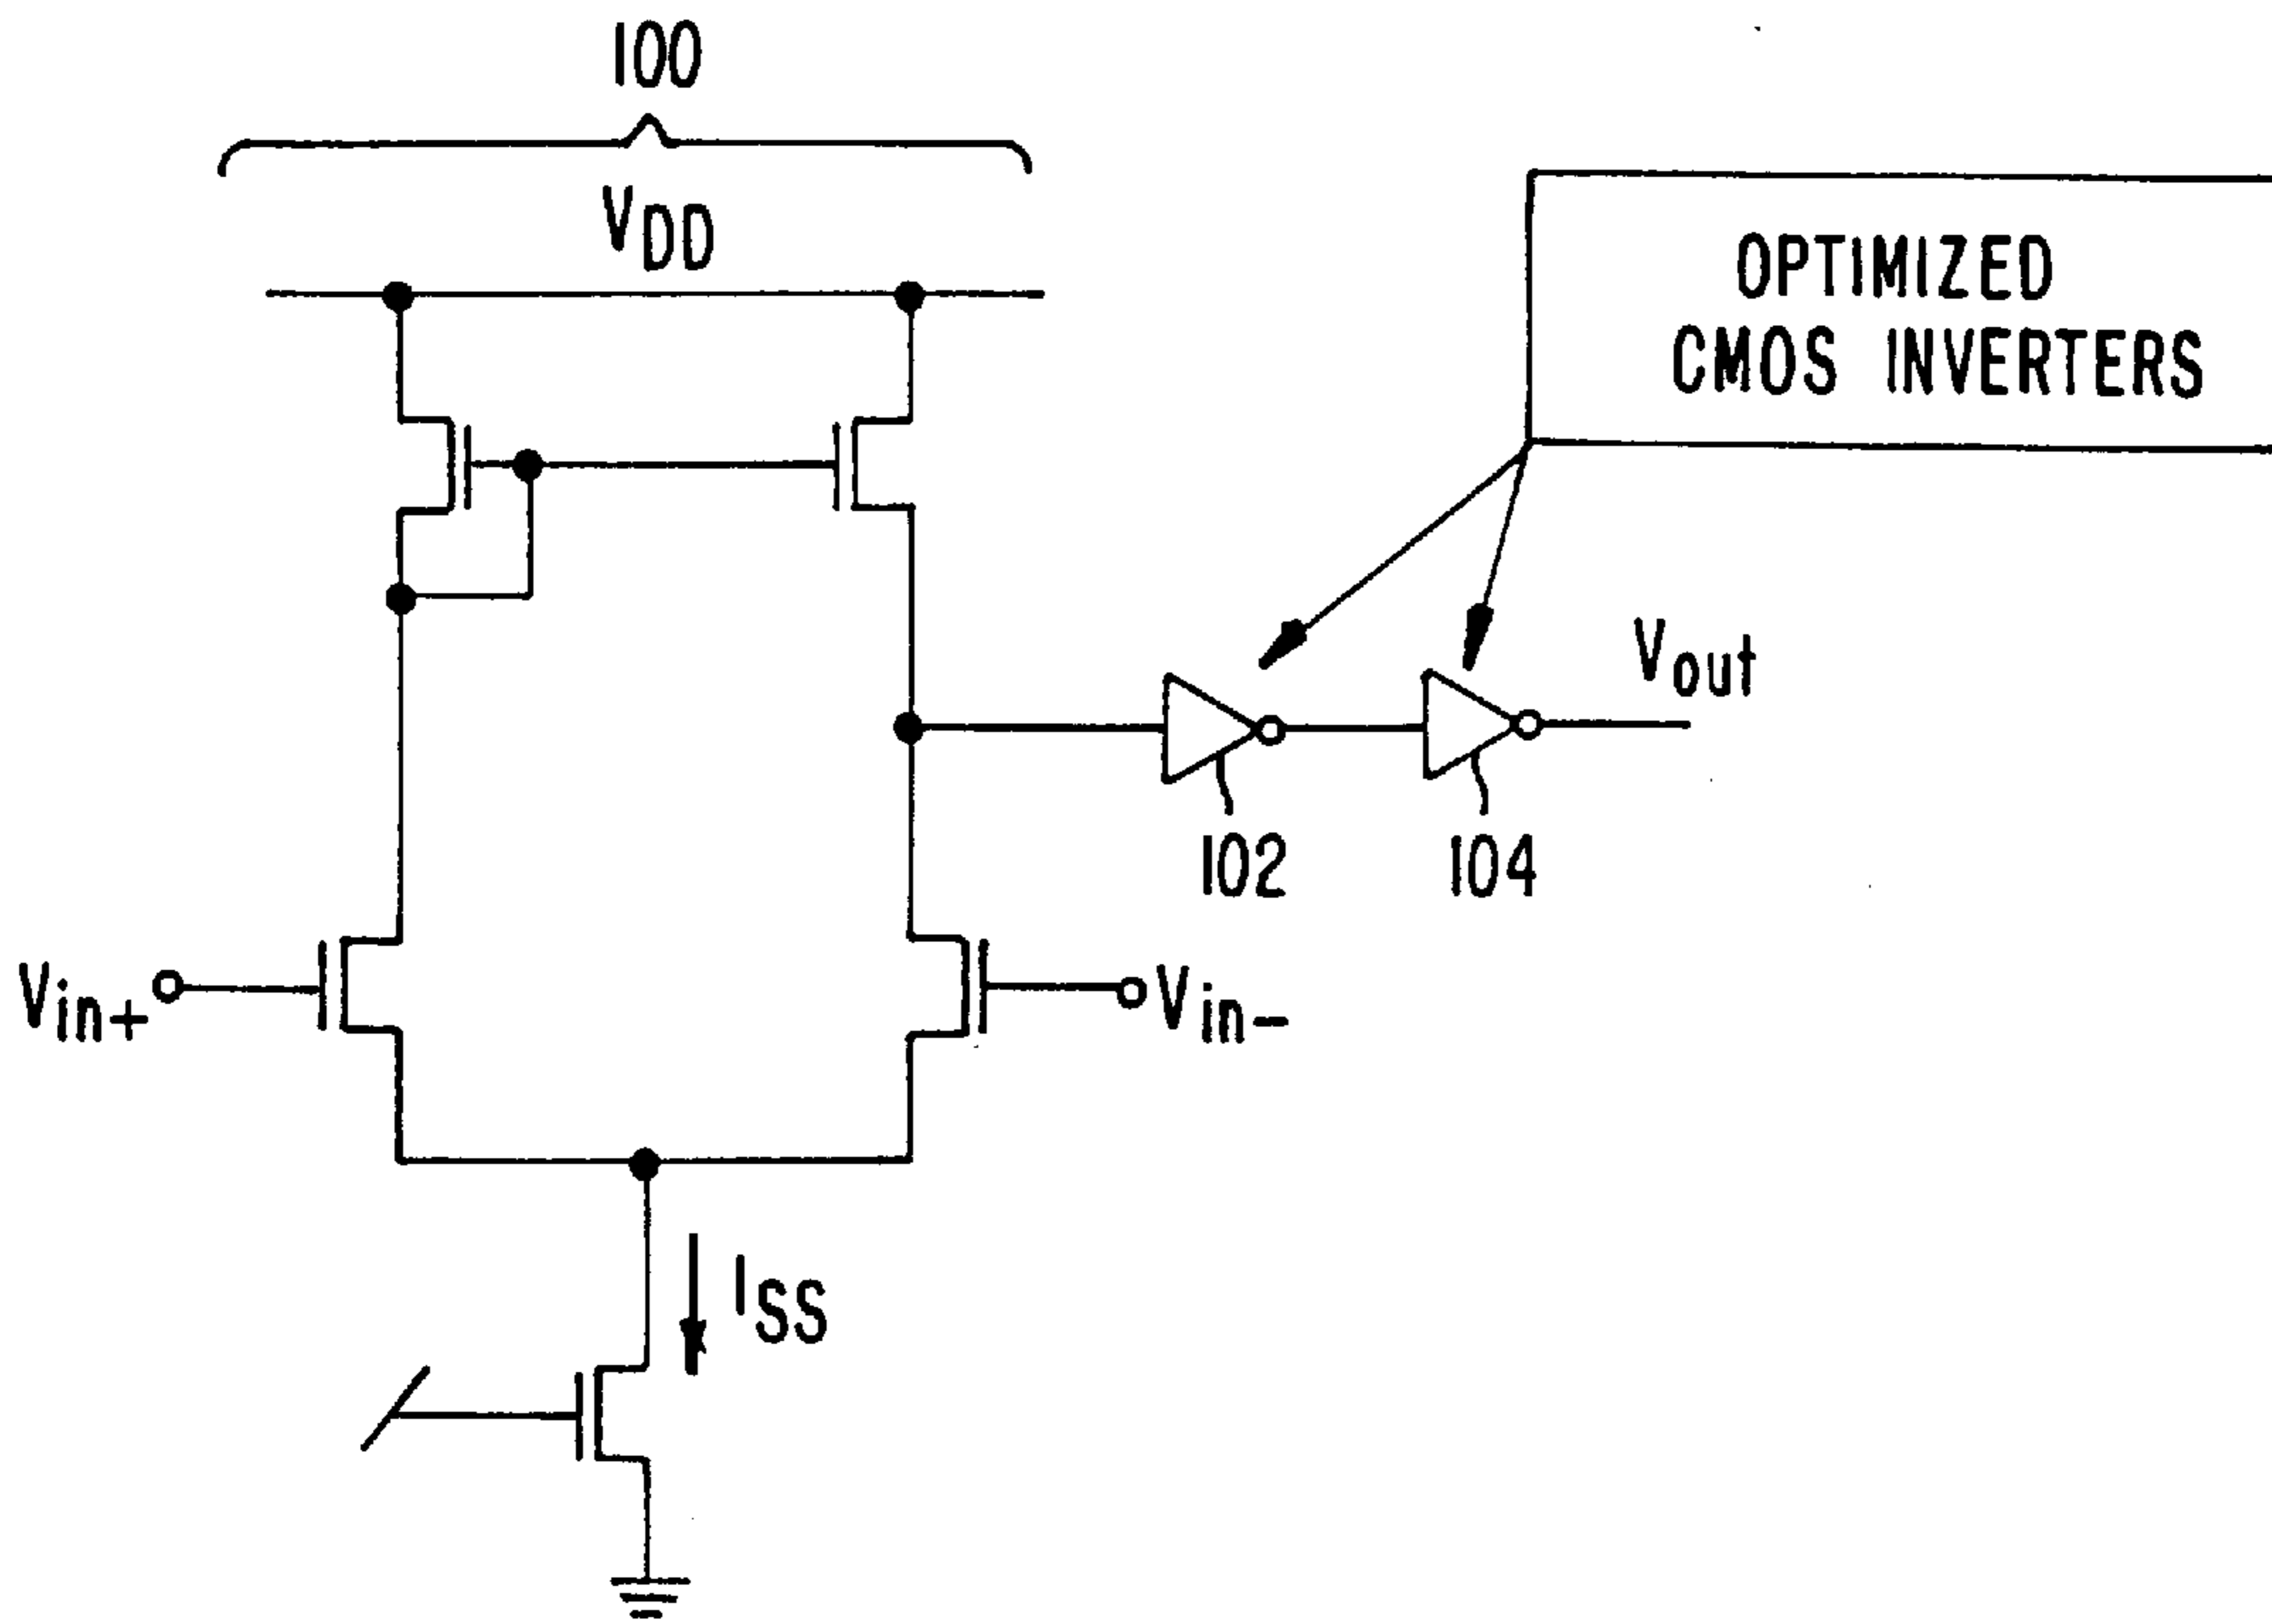 100
VDD
OPTIMIZED
CMOS INVERTERS
Vout
102
104
Vin+
Vin-
ISS